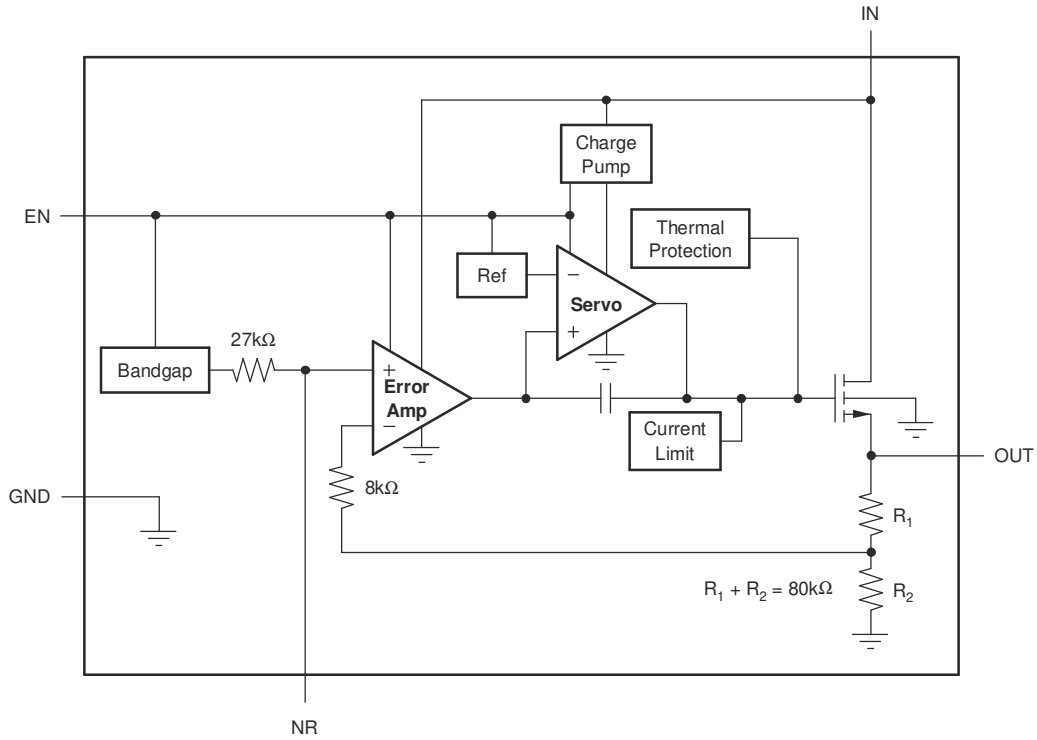 IN
Charge
Pump
EN
Thermal
Protection
Ref
−
Servo
27kΩ
+
Bandgap
+
Error
Amp
−
Current
Limit
OUT
8kΩ
GND
R1
R1 + R2 = 80kΩ
R2
NR